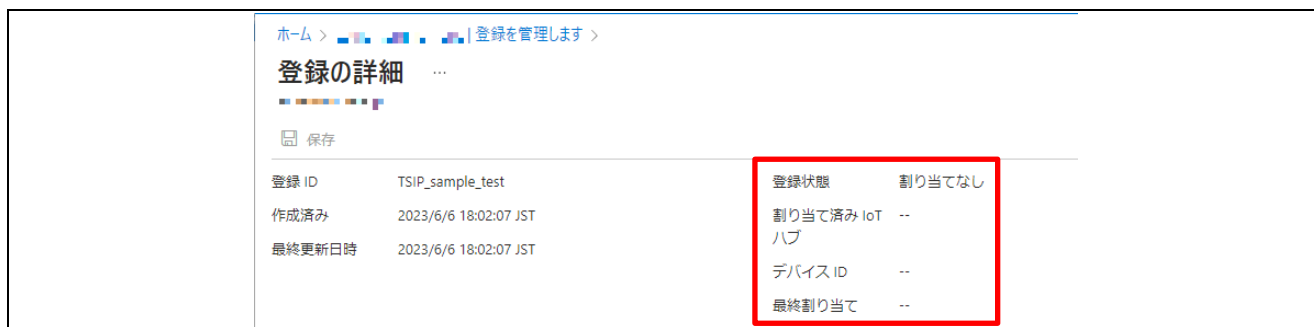 ホーム > | 登録を管理します >
登録の詳細 ...
保存
登録 ID TSIP_sample_test
作成済み 2023/6/6 18:02:07 JST
最終更新日時 2023/6/6 18:02:07 JST
登録状態 割り当てなし
割り当て済み IoT --
ハブ
デバイス ID --
最終割り当て --